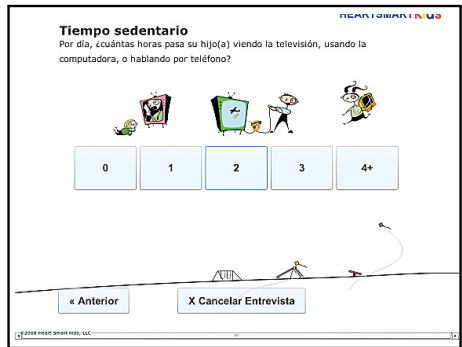 HEARTSMARTKids
Tiempo sedentario
Por día, ¿cuántas horas pasa su hijo(a) viendo la televisión, usando la
computadora, o hablando por teléfono?
0 1 2 3 4+
« Anterior X Cancelar Entrevista
©2008 Heart Smart Kids, LLC